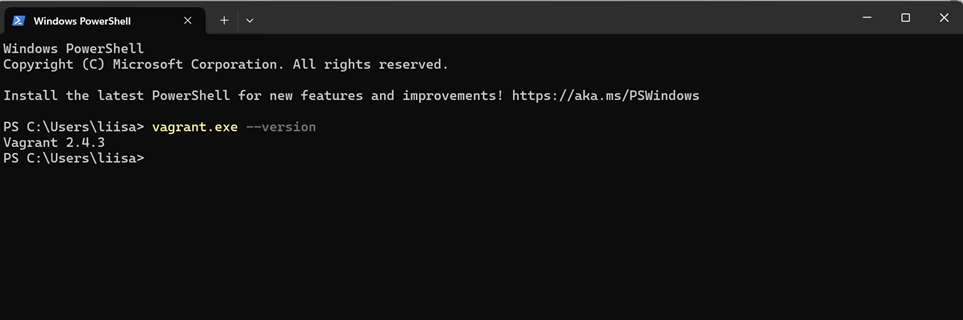 Windows PowerShell
Windows PowerShell
Copyright (C) Microsoft Corporation. All rights reserved.
Install the latest PowerShell for new features and improvements! https://aka.ms/PSWindows
PS C:\Users\liisa> vagrant.exe --version
Vagrant 2.4.3
PS C:\Users\liisa>